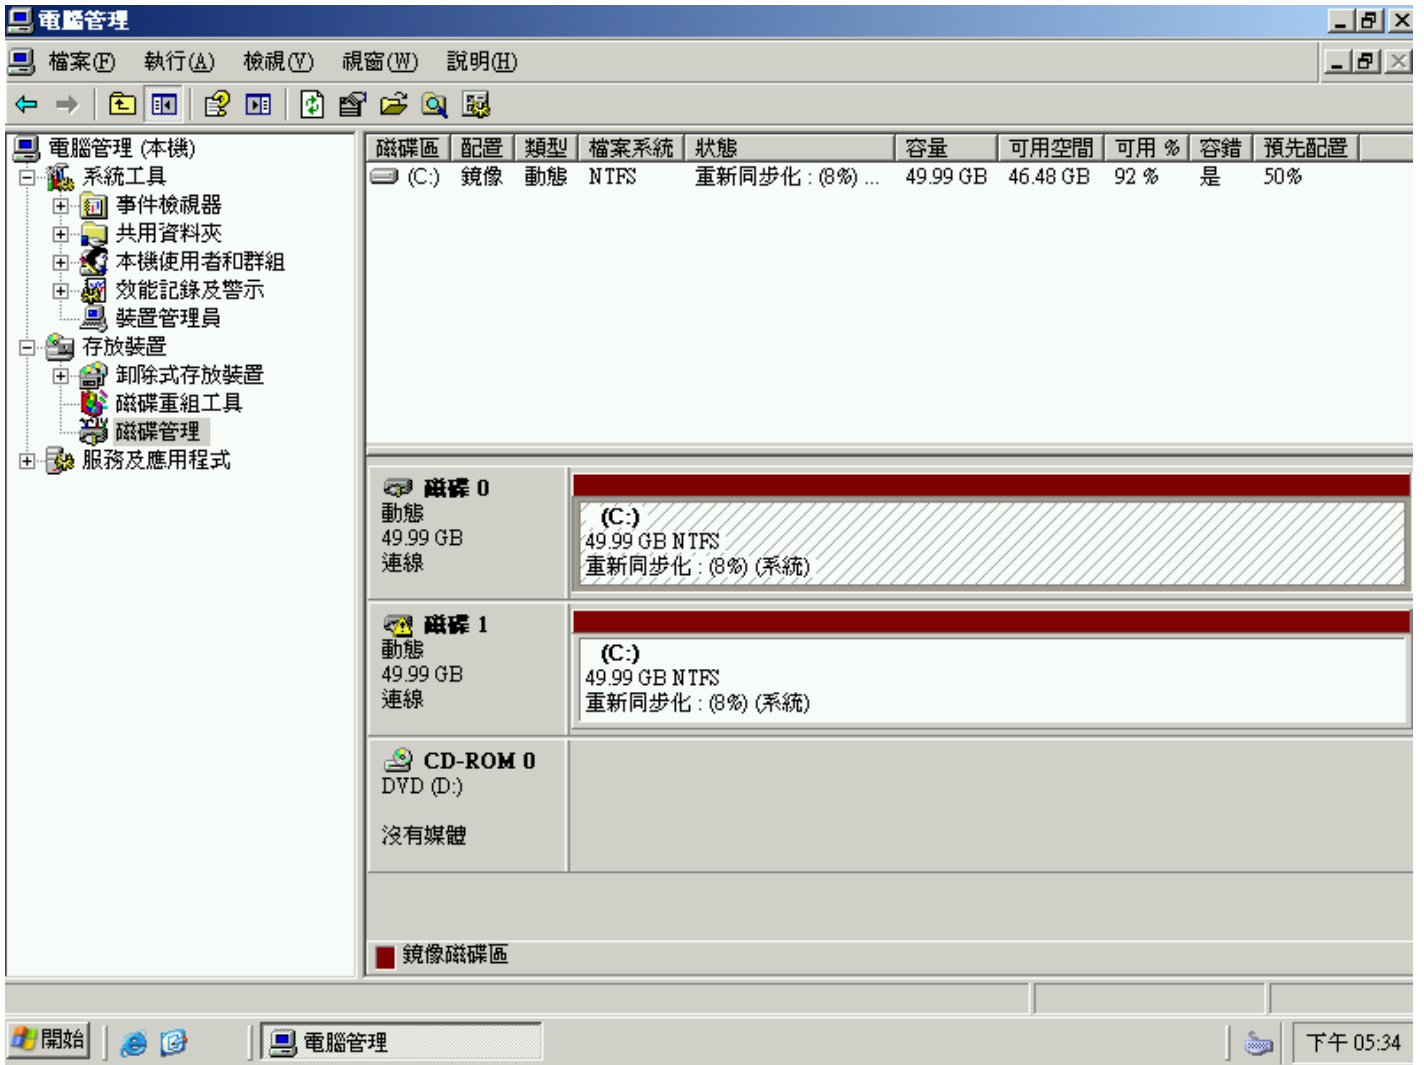 電腦管理
檔案(F) 執行(A) 檢視(V) 視窗(W) 說明(H)
電腦管理 (本機)
系統工具
事件檢視器
共用資料夾
本機使用者和群組
效能記錄及警示
裝置管理員
存放裝置
卸除式存放裝置
磁碟重組工具
磁碟管理
服務及應用程式
磁碟區 配置 類型 檔案系統 狀態 容量 可用空間 可用 % 容錯 預先配置
(C:) 鏡像 動態 NTFS 重新同步化 : (8%) ... 49.99 GB 46.48 GB 92 % 是 50%
磁碟 0
動態
49.99 GB
連線
(C:)
49.99 GB NTFS
重新同步化 : (8%) (系統)
磁碟 1
動態
49.99 GB
連線
(C:)
49.99 GB NTFS
重新同步化 : (8%) (系統)
CD-ROM 0
DVD (D:)
沒有媒體
鏡像磁碟區
開始 電腦管理 下午 05:34